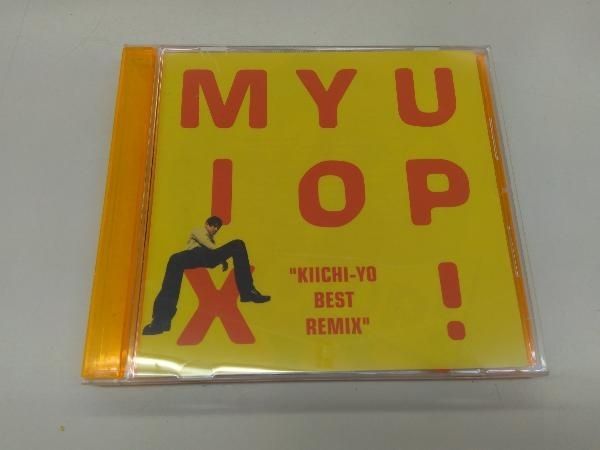 MYU
IOP
X !
"KIICHI-YO
BEST
REMIX"